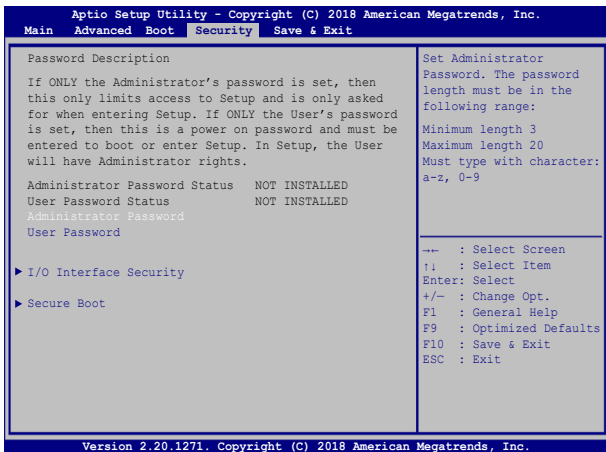 Aptio Setup Utility - Copyright (C) 2018 American Megatrends, Inc.
Main Advanced Boot Security Save & Exit
Password Description
If ONLY the Administrator's password is set, then
this only limits access to Setup and is only asked
for when entering Setup. If ONLY the User's password
is set, then this is a power on password and must be
entered to boot or enter Setup. In Setup, the User
will have Administrator rights.
Administrator Password Status NOT INSTALLED
User Password Status NOT INSTALLED
Administrator Password
User Password
▶ I/O Interface Security
▶ Secure Boot
Set Administrator
Password. The password
length must be in the
following range:
Minimum length 3
Maximum length 20
Must type with character:
a-z, 0-9
→← : Select Screen
↑↓ : Select Item
Enter: Select
+/— : Change Opt.
F1 : General Help
F9 : Optimized Defaults
F10 : Save & Exit
ESC : Exit
Version 2.20.1271. Copyright (C) 2018 American Megatrends, Inc.